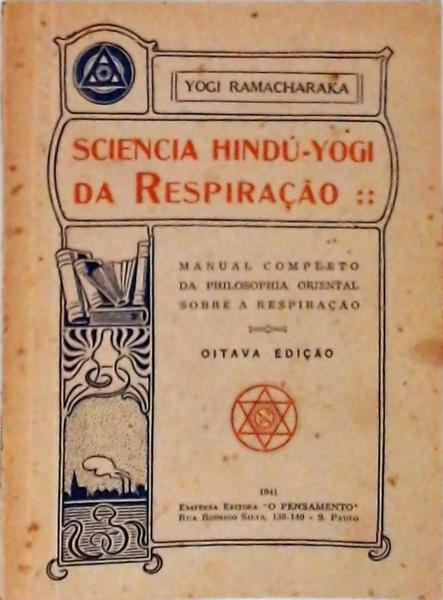 YOGI RAMACHARAKA
SCIENCIA HINDÚ-YOGI
DA RESPIRAÇÃO ::
MANUAL COMPLETO
DA PHILOSOPHIA ORIENTAL
SOBRE A RESPIRAÇÃO
OITAVA EDIÇÃO
1941
EMPRESA EDITORA "O PENSAMENTO"
RUA RODRIGO SILVA, 138-140 - S. PAULO